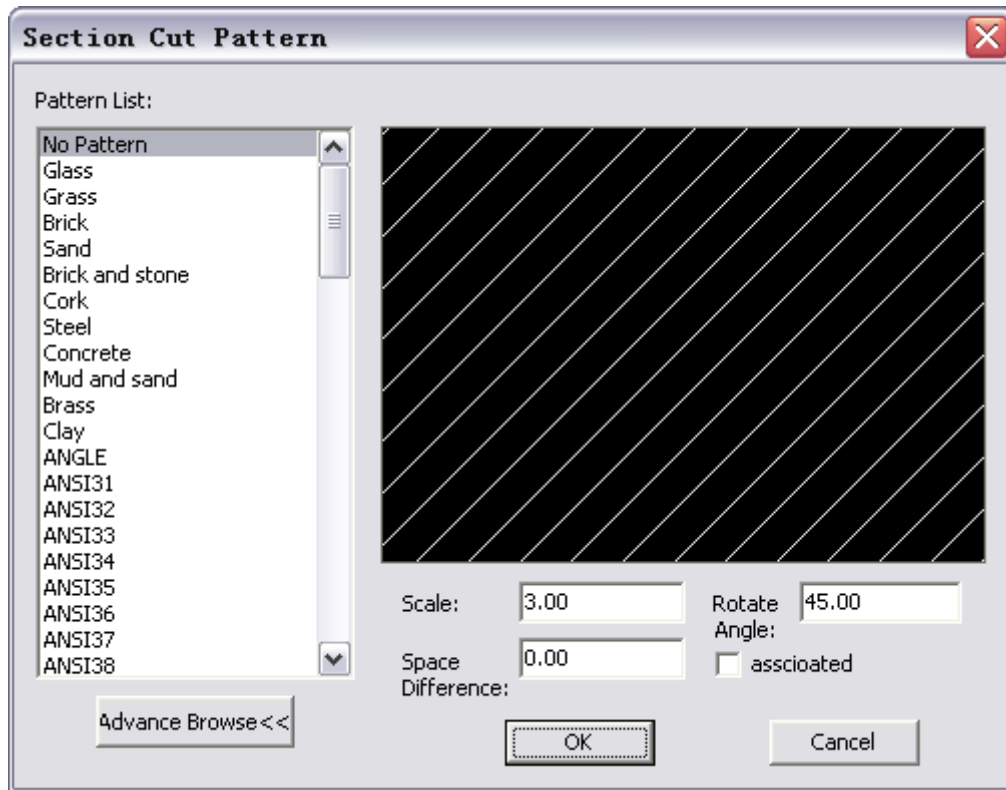 Section Cut Pattern
Pattern List:
No Pattern
Glass
Grass
Brick
Sand
Brick and stone
Cork
Steel
Concrete
Mud and sand
Brass
Clay
ANGLE
ANSI31
ANSI32
ANSI33
ANSI34
ANSI35
ANSI36
ANSI37
ANSI38
Advance Browse<<
Scale:
3.00
Rotate
Angle:
45.00
Space
Difference:
0.00
asscioated
OK
Cancel